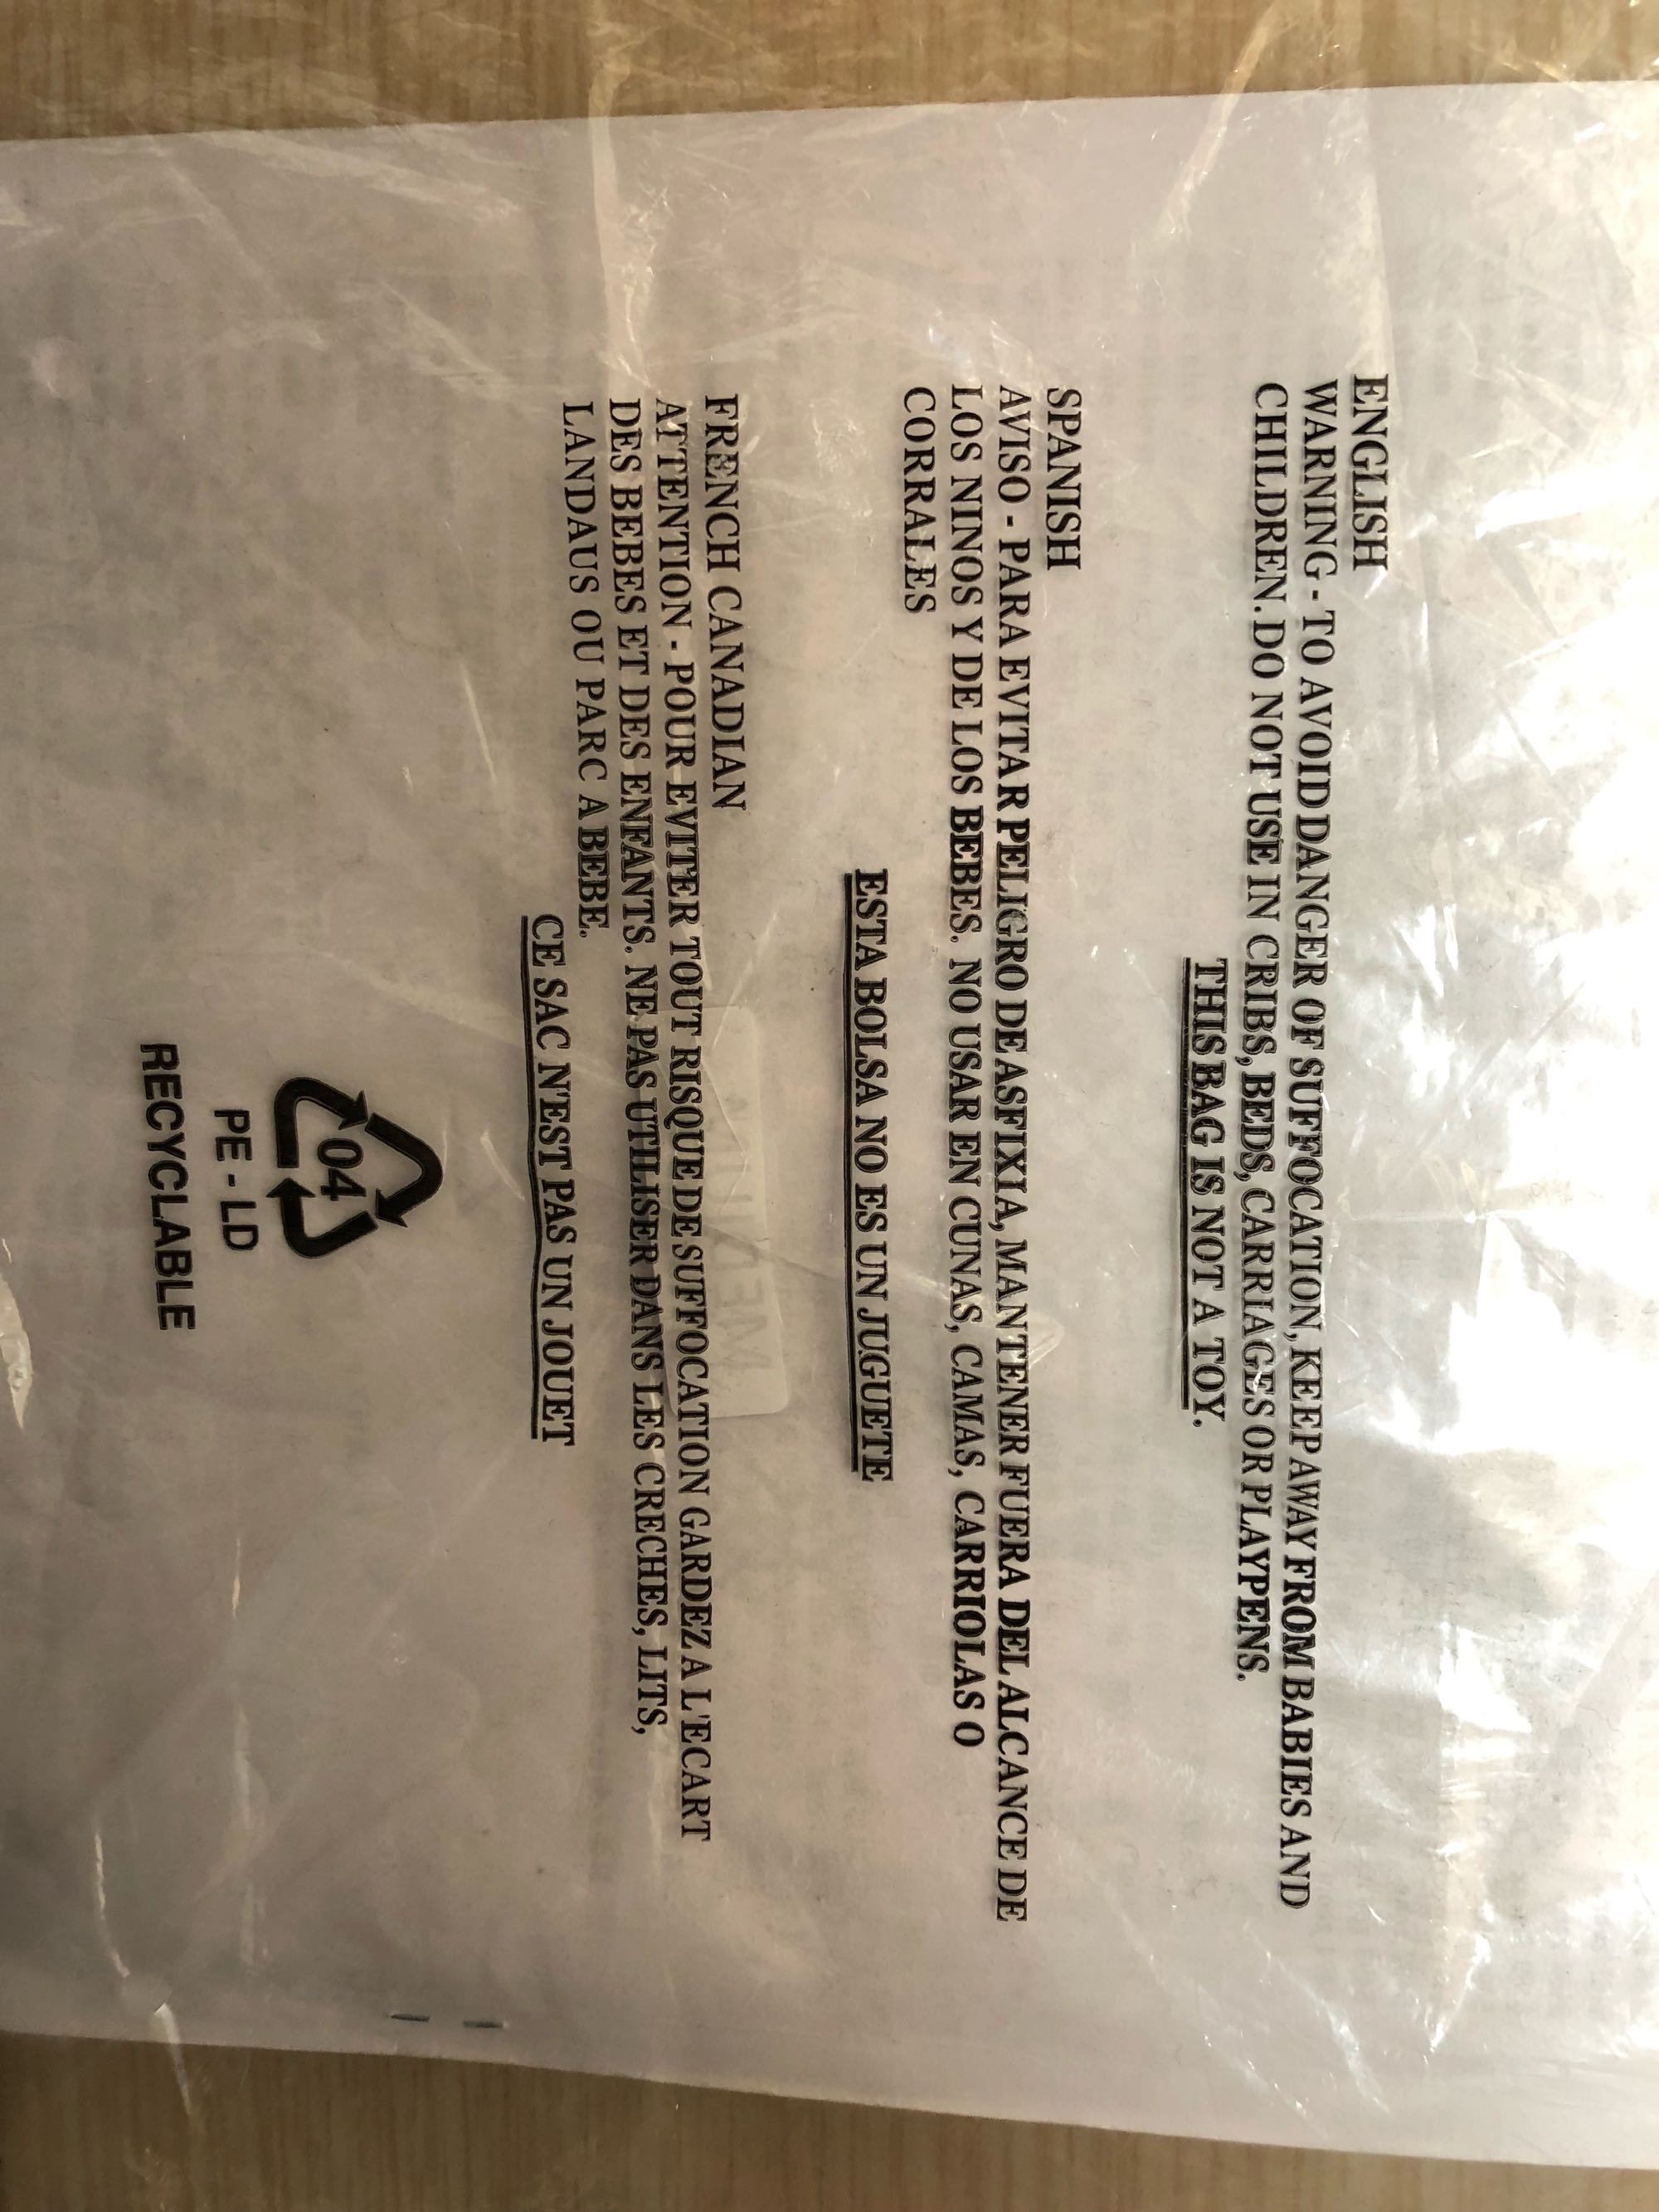 ENGLISH
WARNING - TO AVOID DANGER OF SUFFOCATION, KEEP AWAY FROM BABIES AND
CHILDREN. DO NOT USE IN CRIBS, BEDS, CARRIAGES OR PLAYPENS.
THIS BAG IS NOT A TOY.
SPANISH
AVISO - PARA EVITAR PELIGRO DE ASFIXIA, MANTENER FUERA DEL ALCANCE DE
LOS NINOS Y DE LOS BEBES. NO USAR EN CUNAS, CAMAS, CARRIOLAS O
CORRALES
ESTA BOLSA NO ES UN JUGUETE
FRENCH CANADIAN
ATTENTION - POUR EVITER TOUT RISQUE DE SUFFOCATION GARDEZ A L'ECART
DES BEBES ET DES ENFANTS. NE PAS UTILISER DANS LES CRECHES, LITS,
LANDAUS OU PARC A BEBE.
CE SAC N'EST PAS UN JOUET
04
PE - LD
RECYCLABLE